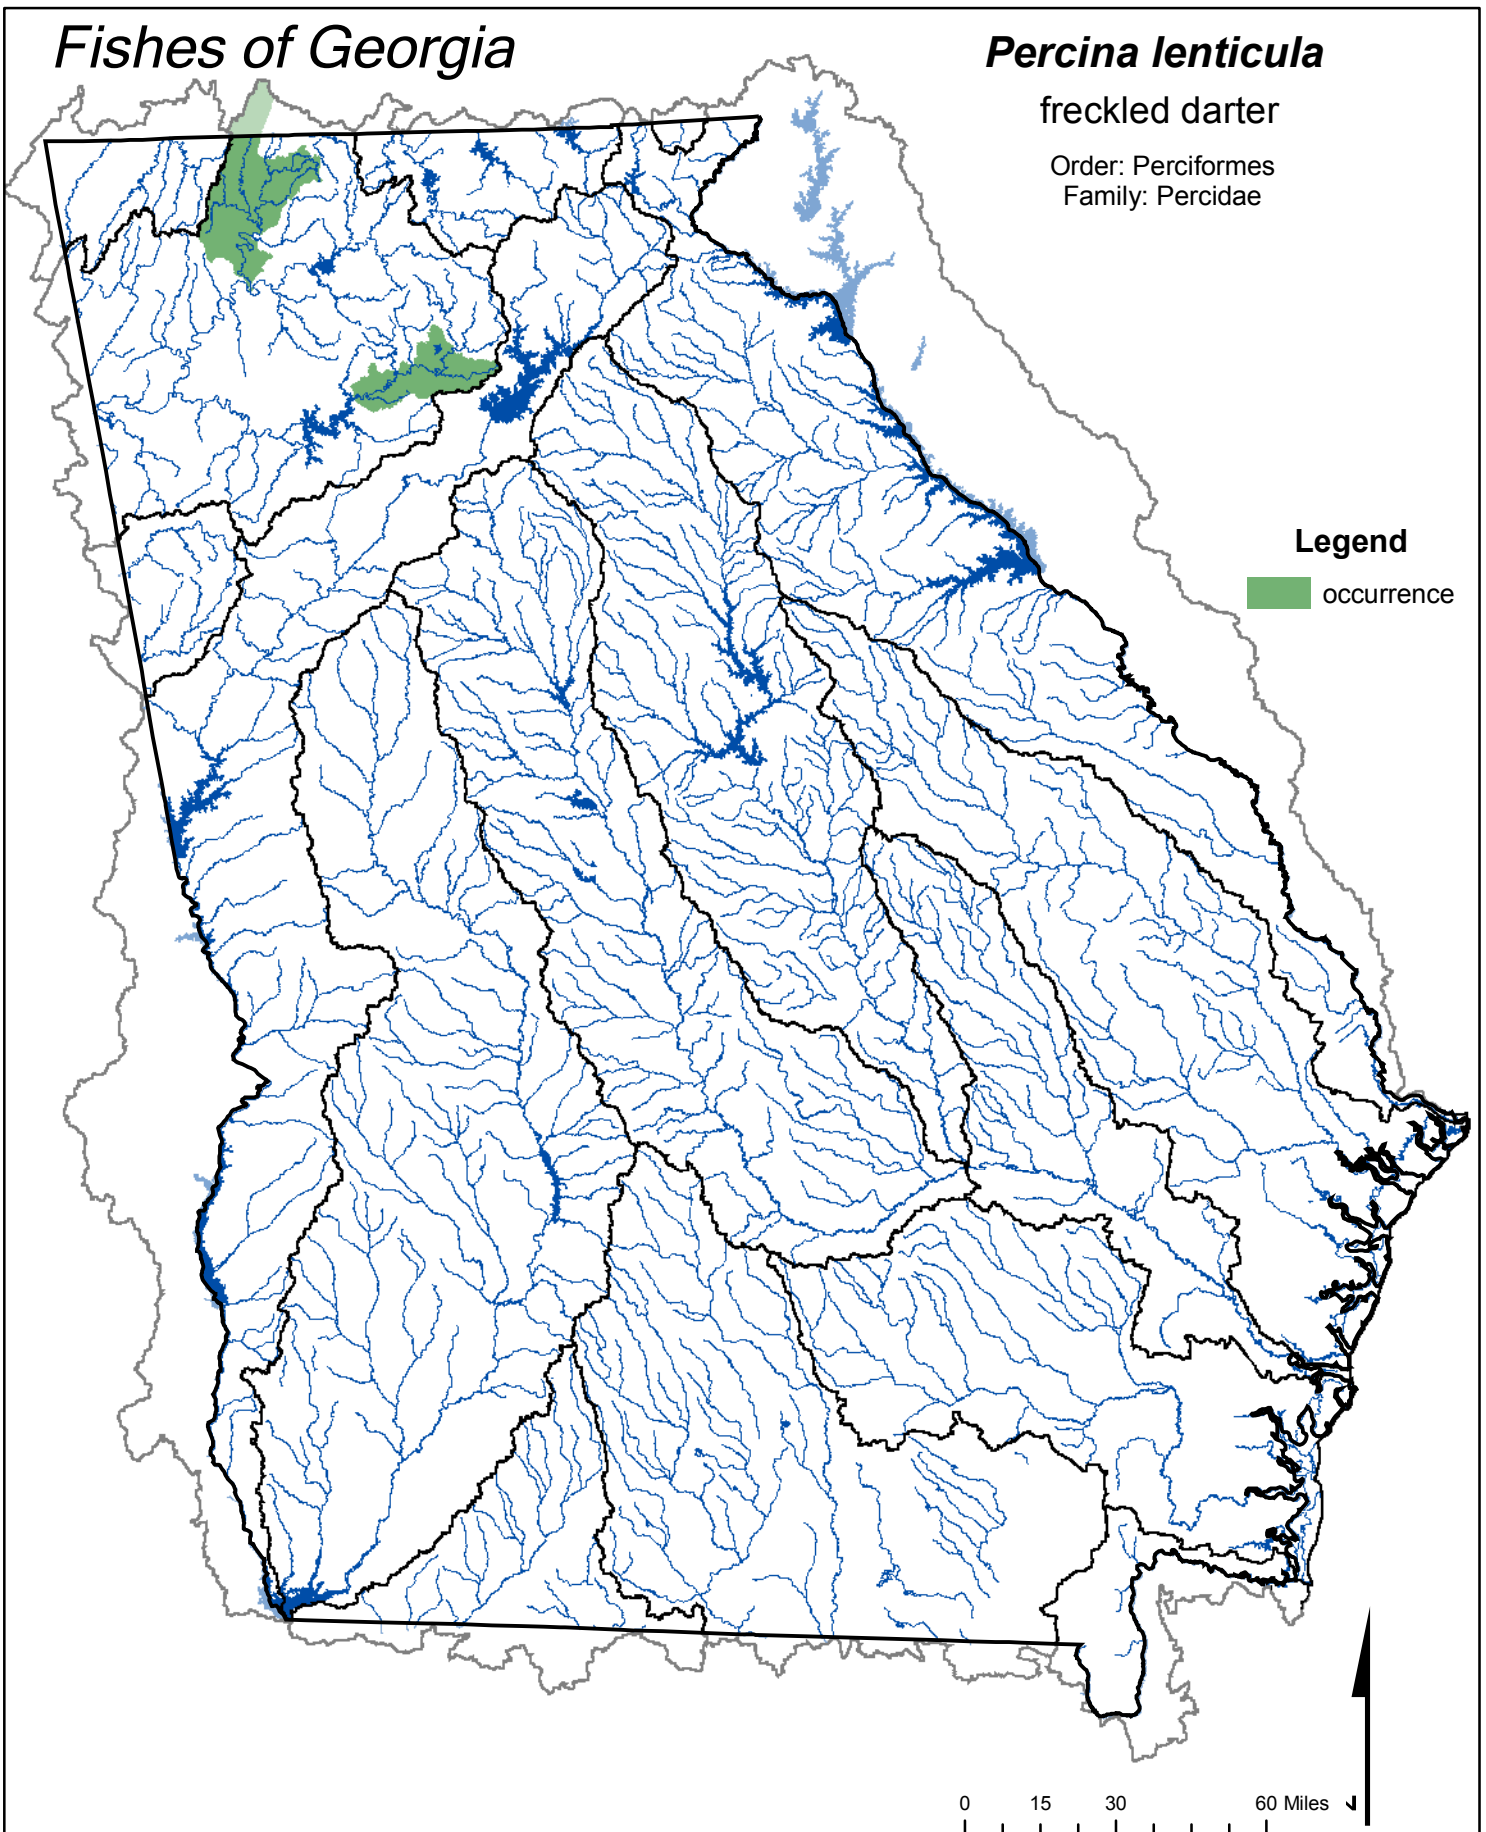 Fishes of Georgia
Percina lenticula
freckled darter
Order: Perciformes
Family: Percidae
Legend
occurrence
0 15 30 60 Miles